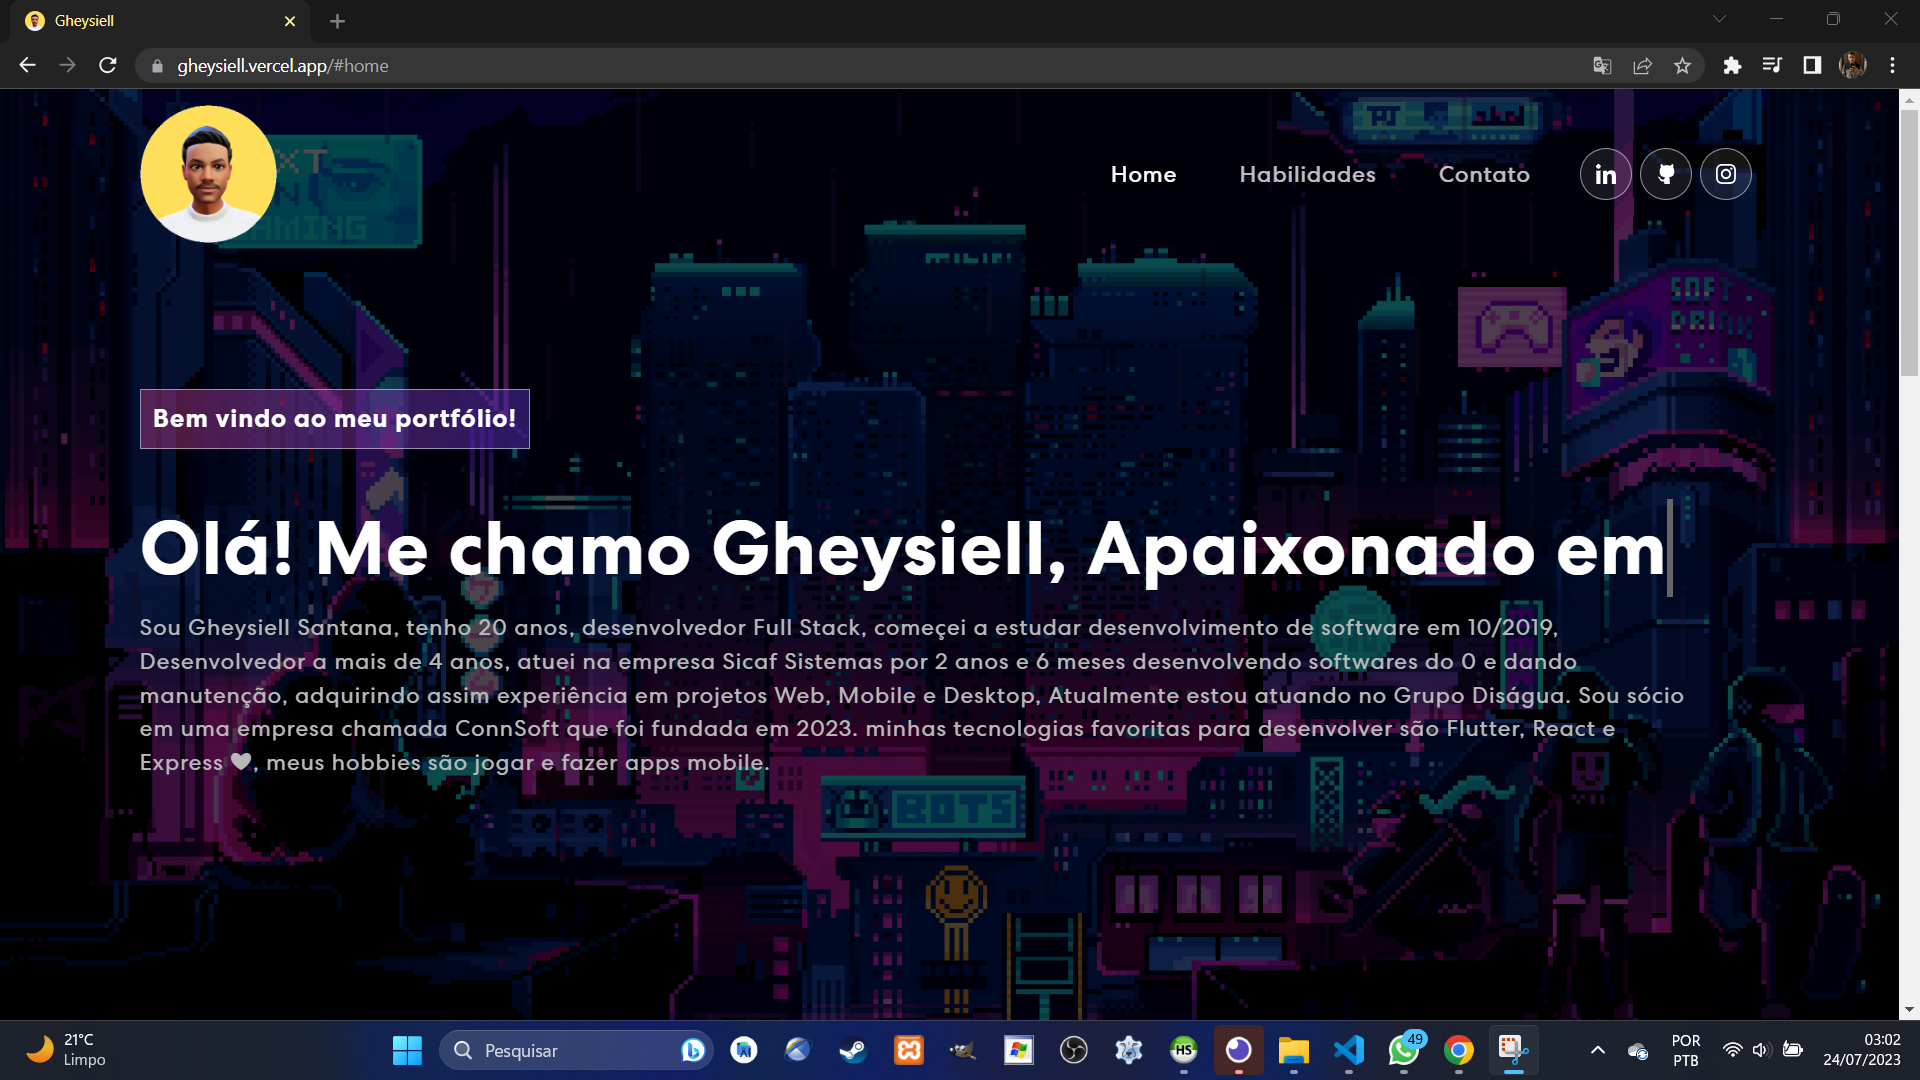 Gheysiell
gheysiell.vercel.app/#home
Home Habilidades Contato
Bem vindo ao meu portfólio!
Olá! Me chamo Gheysiell, Apaixonado em
Sou Gheysiell Santana, tenho 20 anos, desenvolvedor Full Stack, começei a estudar desenvolvimento de software em 10/2019,
Desenvolvedor a mais de 4 anos, atuei na empresa Sicaf Sistemas por 2 anos e 6 meses desenvolvendo softwares do 0 e dando
manutenção, adquirindo assim experiência em projetos Web, Mobile e Desktop, Atualmente estou atuando no Grupo Diságua. Sou sócio
em uma empresa chamada ConnSoft que foi fundada em 2023. minhas tecnologias favoritas para desenvolver são Flutter, React e
Express 🖤, meus hobbies são jogar e fazer apps mobile.
SOFT
DRINK
BOTS
21°C
Limpo
Pesquisar
HS
49
POR
PTB
03:02
24/07/2023